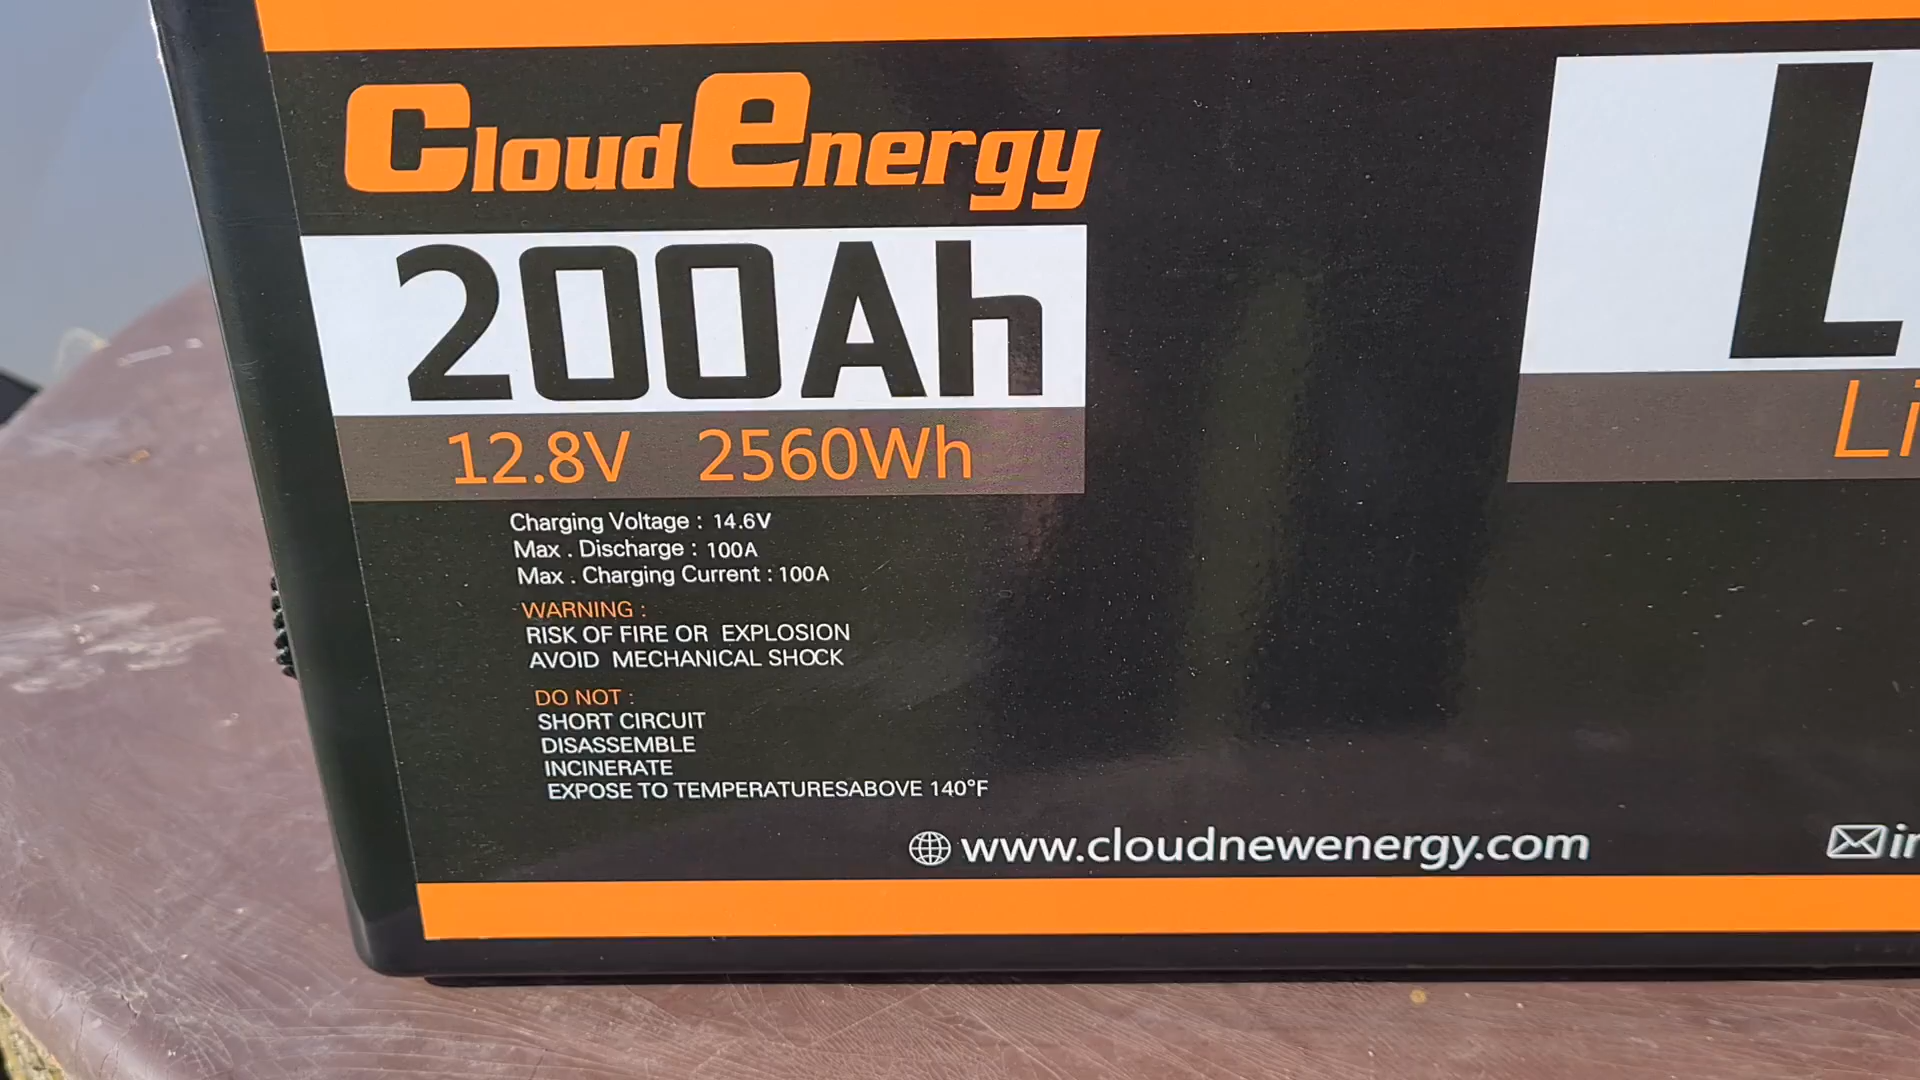 Cloud Energy
200Ah
12.8V 2560Wh
Charging Voltage : 14.6V
Max . Discharge : 100A
Max . Charging Current : 100A
WARNING :
RISK OF FIRE OR EXPLOSION
AVOID MECHANICAL SHOCK
DO NOT :
SHORT CIRCUIT
DISASSEMBLE
INCINERATE
EXPOSE TO TEMPERATURESABOVE 140°F
www.cloudnewenergy.com
L
Li
in